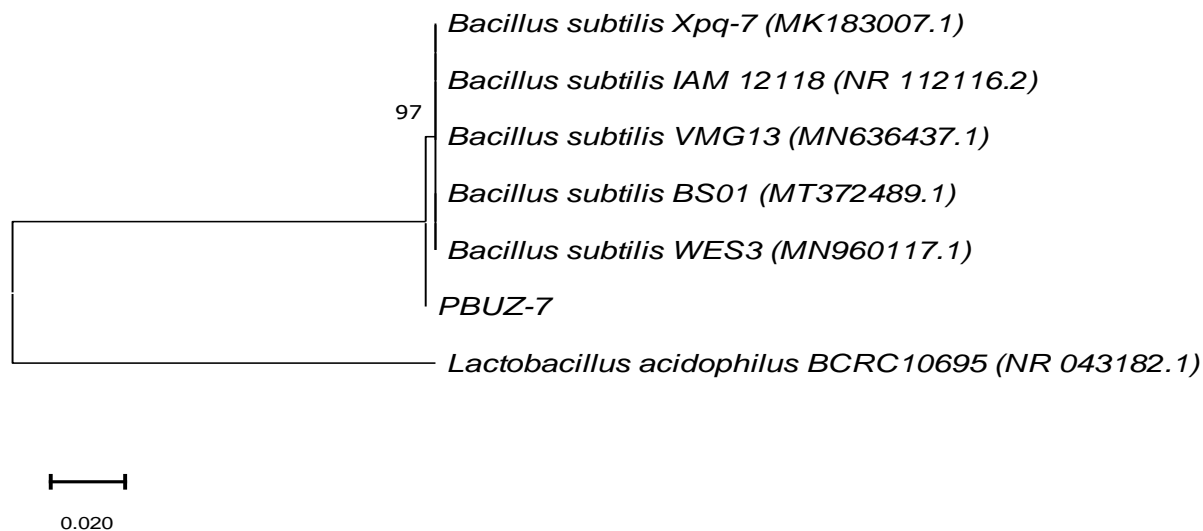 Bacillus subtilis Xpq-7 (MK183007.1)
Bacillus subtilis IAM 12118 (NR 112116.2)
97
Bacillus subtilis VMG13 (MN636437.1)
Bacillus subtilis BS01 (MT372489.1)
Bacillus subtilis WES3 (MN960117.1)
PBUZ-7
Lactobacillus acidophilus BCRC10695 (NR 043182.1)
0.020